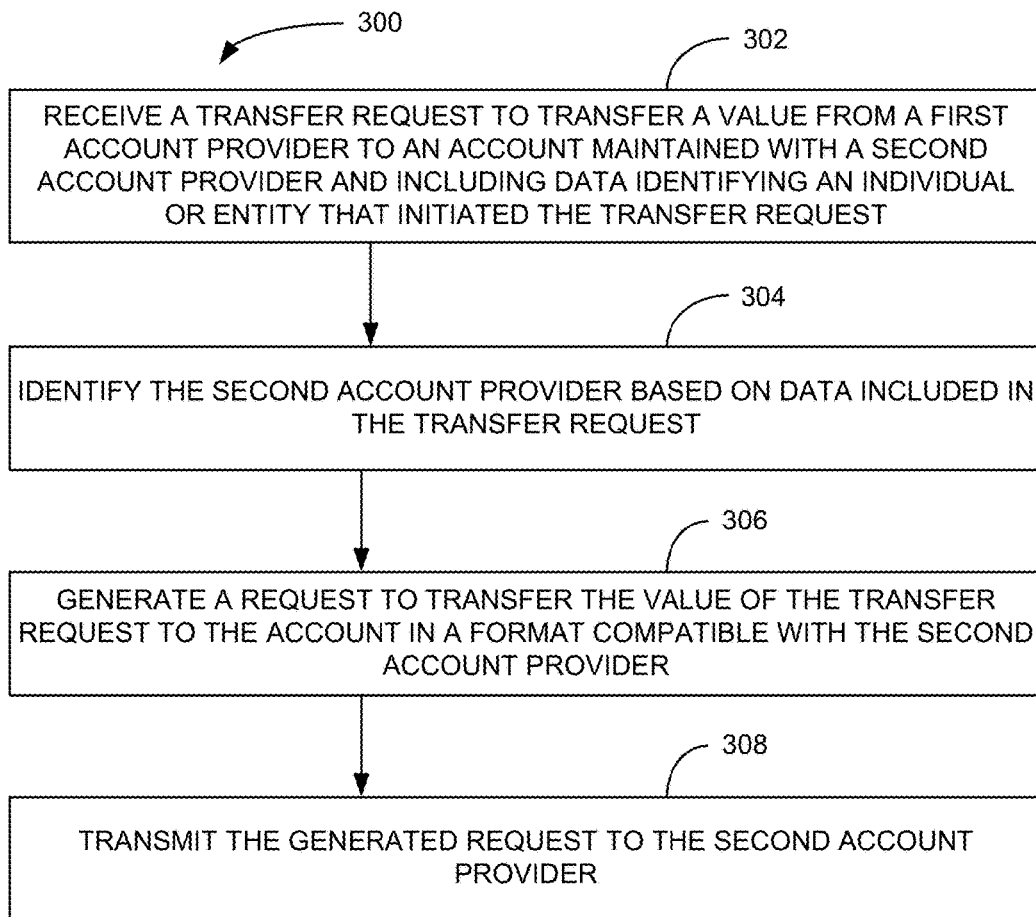 300
302
RECEIVE A TRANSFER REQUEST TO TRANSFER A VALUE FROM A FIRST
ACCOUNT PROVIDER TO AN ACCOUNT MAINTAINED WITH A SECOND
ACCOUNT PROVIDER AND INCLUDING DATA IDENTIFYING AN INDIVIDUAL
OR ENTITY THAT INITIATED THE TRANSFER REQUEST
304
IDENTIFY THE SECOND ACCOUNT PROVIDER BASED ON DATA INCLUDED IN
THE TRANSFER REQUEST
306
GENERATE A REQUEST TO TRANSFER THE VALUE OF THE TRANSFER
REQUEST TO THE ACCOUNT IN A FORMAT COMPATIBLE WITH THE SECOND
ACCOUNT PROVIDER
308
TRANSMIT THE GENERATED REQUEST TO THE SECOND ACCOUNT
PROVIDER